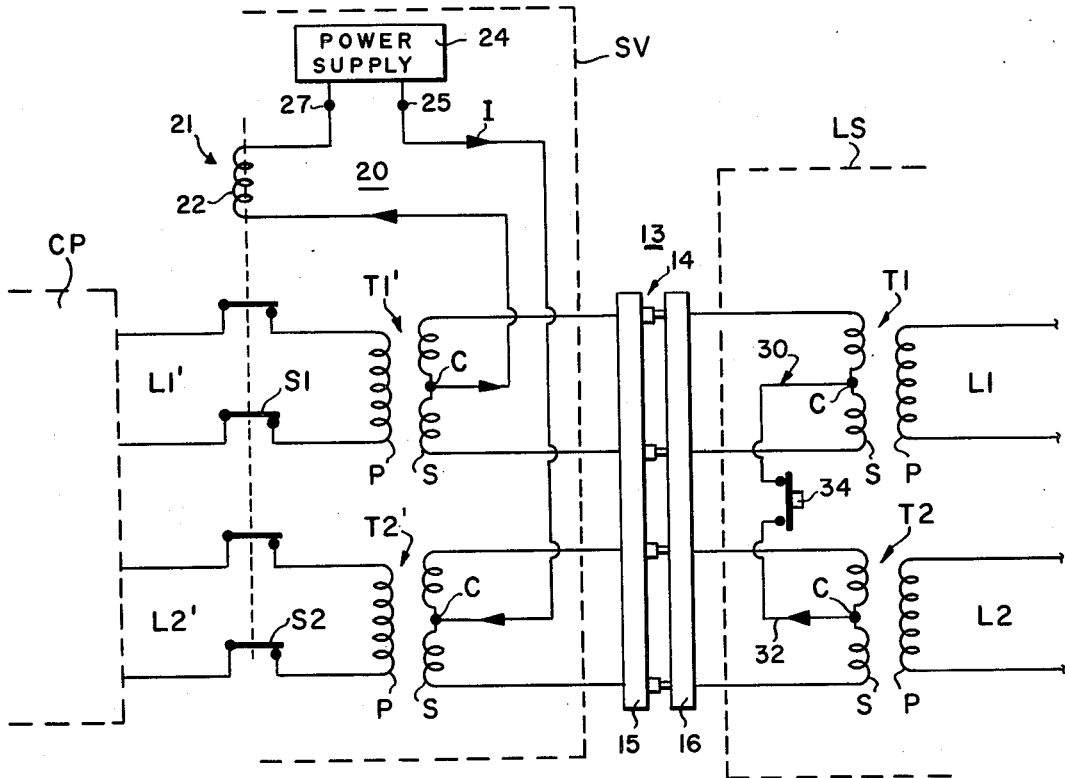 POWER SUPPLY
24
SV
27
25
I
LS
21
20
22
CP
13
14
T1'
T1
30
L1'
S1
C
C
L1
P
S
S
P
34
T2'
T2
L2'
S2
C
C
L2
32
P
S
S
P
15
16